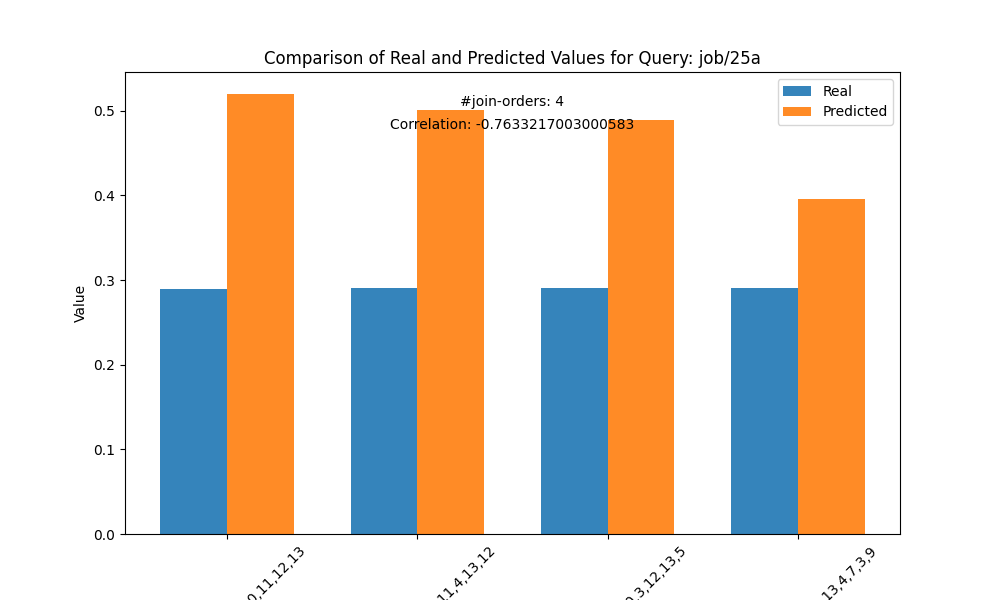 Comparison of Real and Predicted Values for Query: job/25a
#join-orders: 4
Correlation: -0.7633217003000583
Real
Predicted
Value
0.5
0.4
0.3
0.2
0.1
0.0
0,11,12,13
11,4,13,12
0,3,12,13,5
13,4,7,3,9